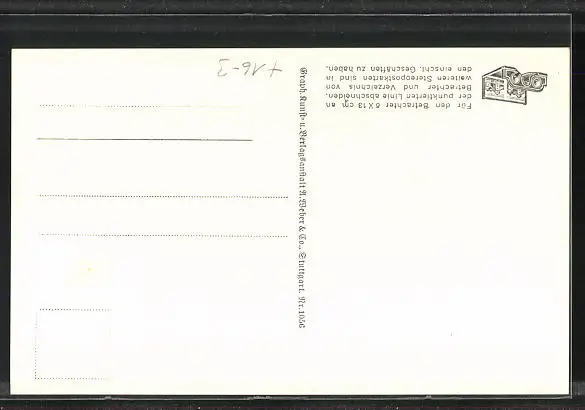 Für den Betrachter 6 X 13 cm an
der punktierten Linie abschneiden.
Betrachter und Verzeichnis von
weiteren Stereopostkarten sind in
den einschl. Geschäften zu haben.
Graph. Kunst- u. Verlagsanstalt A. Weber & Co., Stuttgart. Nr. 1056